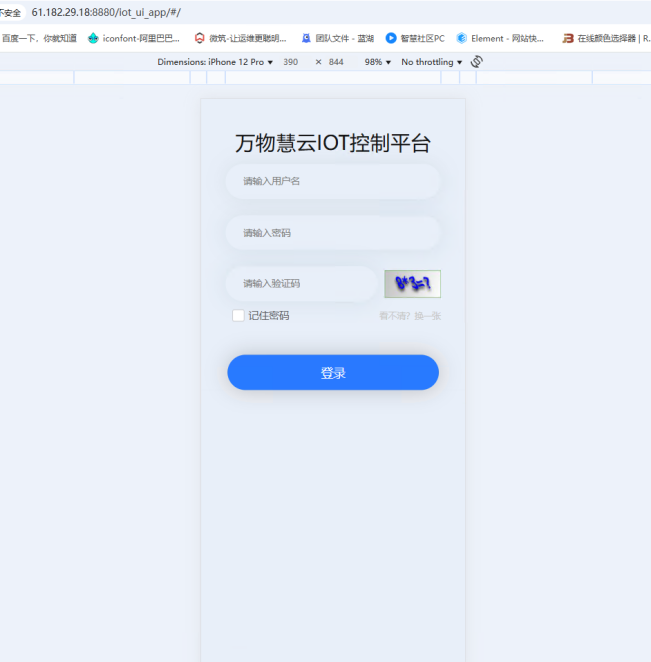 不安全 61.182.29.18:8880/iot_ui_app/#/
百度一下，你就知道 iconfont-阿里巴巴... 微筑-让运维更聪明... 团队文件 - 蓝湖 智慧社区PC Element - 网站快... 在线颜色选择器 | R...
Dimensions: iPhone 12 Pro 390 × 844 98% No throttling
万物慧云IOT控制平台
请输入用户名
请输入密码
请输入验证码 8*3=?
记住密码 看不清？换一张
登录